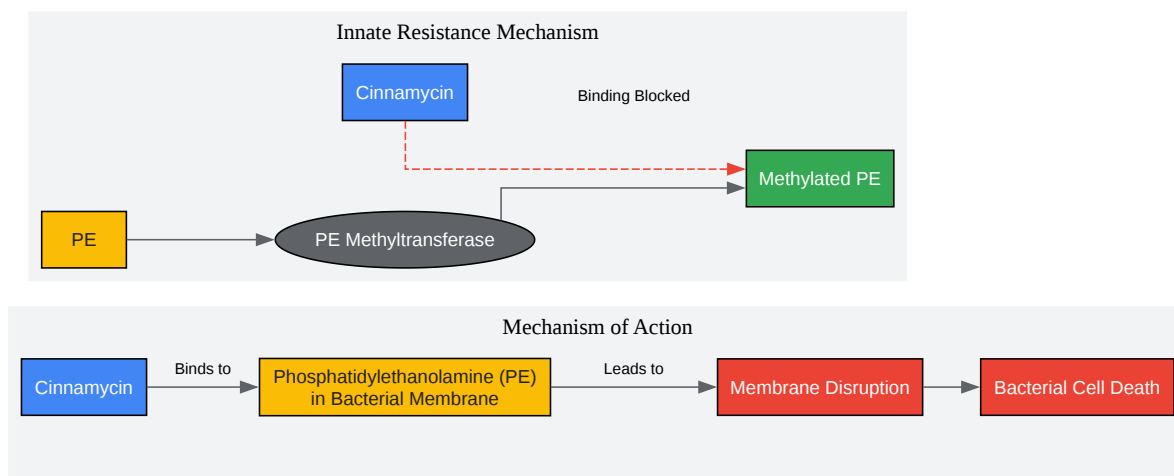 Innate Resistance Mechanism
Cinnamycin
Binding Blocked
Methylated PE
PE
PE Methyltransferase
Mechanism of Action
Cinnamycin
Binds to
Phosphatidylethanolamine (PE)
in Bacterial Membrane
Leads to
Membrane Disruption
Bacterial Cell Death